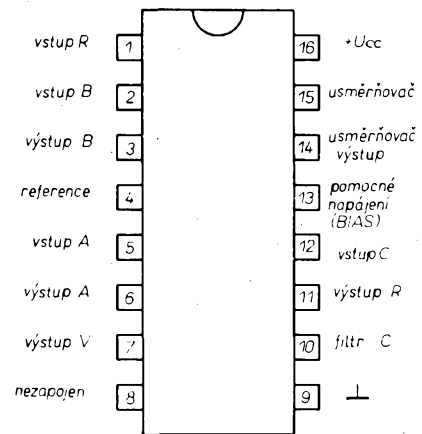 vstup R 1
vstup B 2
výstup B 3
reference 4
vstup A 5
výstup A 6
výstup V 7
nezapojen 8
16 +Ucc
15 usměrňovač
14 usměrňovač
výstup
13 pomocné
napájení
(BIAS)
12 vstup C
11 výstup R
10 filtr C
9